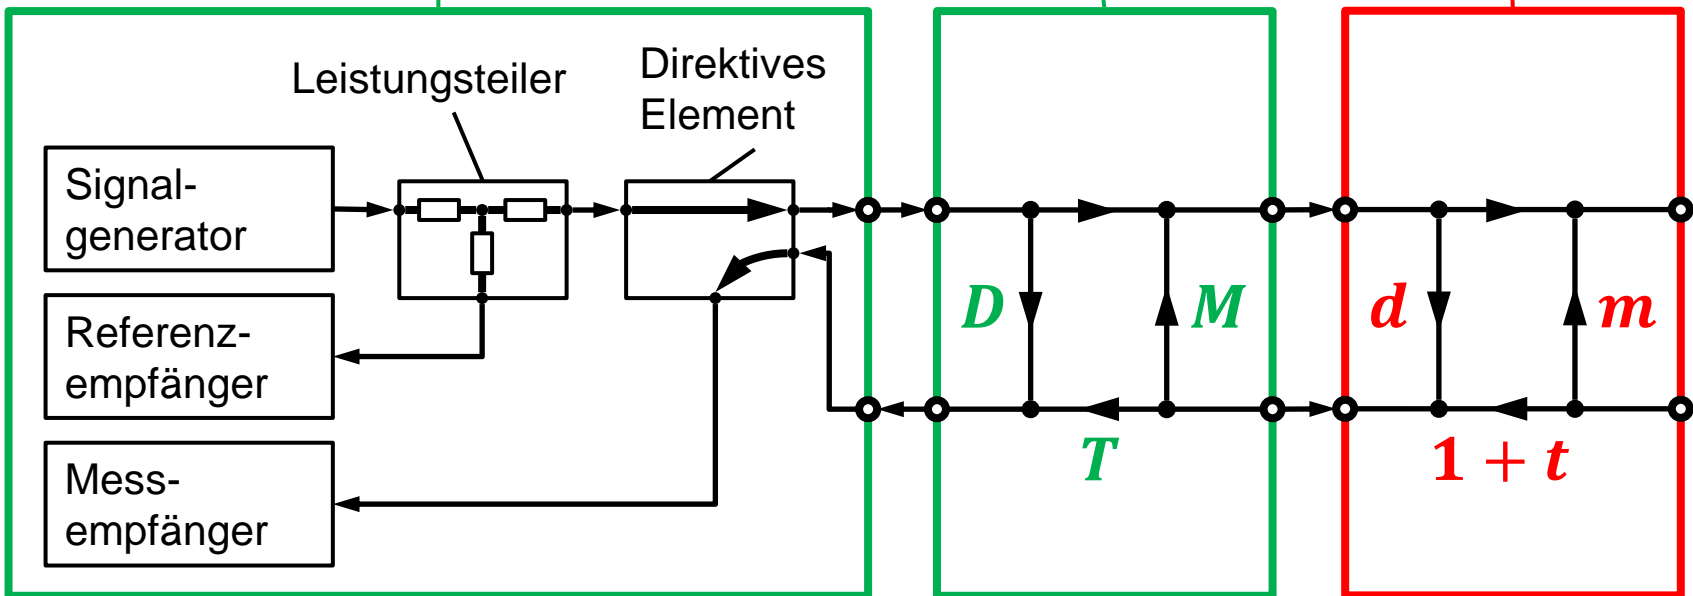 Leistungsteiler
Direktives
Element
Signal-
generator
Referenz-
empfänger
Mess-
empfänger
D
M
T
d
m
1 + t